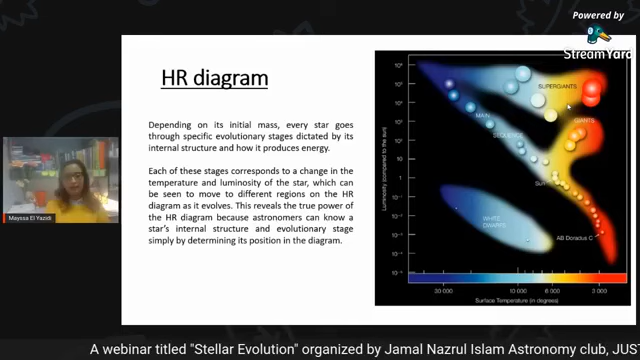 Powered by
StreamYard
HR diagram
Depending on its initial mass, every star goes
through specific evolutionary stages dictated by its
internal structure and how it produces energy.
Each of these stages corresponds to a change in the
temperature and luminosity of the star, which can
be seen to move to different regions on the HR
diagram as it evolves. This reveals the true power of
the HR diagram because astronomers can know a
star's internal structure and evolutionary stage
simply by determining its position in the diagram.
Luminosity (compared to the sun)
10
1
SUPERGIANTS
GIANTS
MAIN
SEQUENCE
Sun
WHITE
DWARFS
AB Doradus C
30 000
10 000
6 000
3 000
Surface Temperature (in degrees)
Mayssa El Yazidi
A webinar titled "Stellar Evolution" organized by Jamal Nazrul Islam Astronomy club, JUST